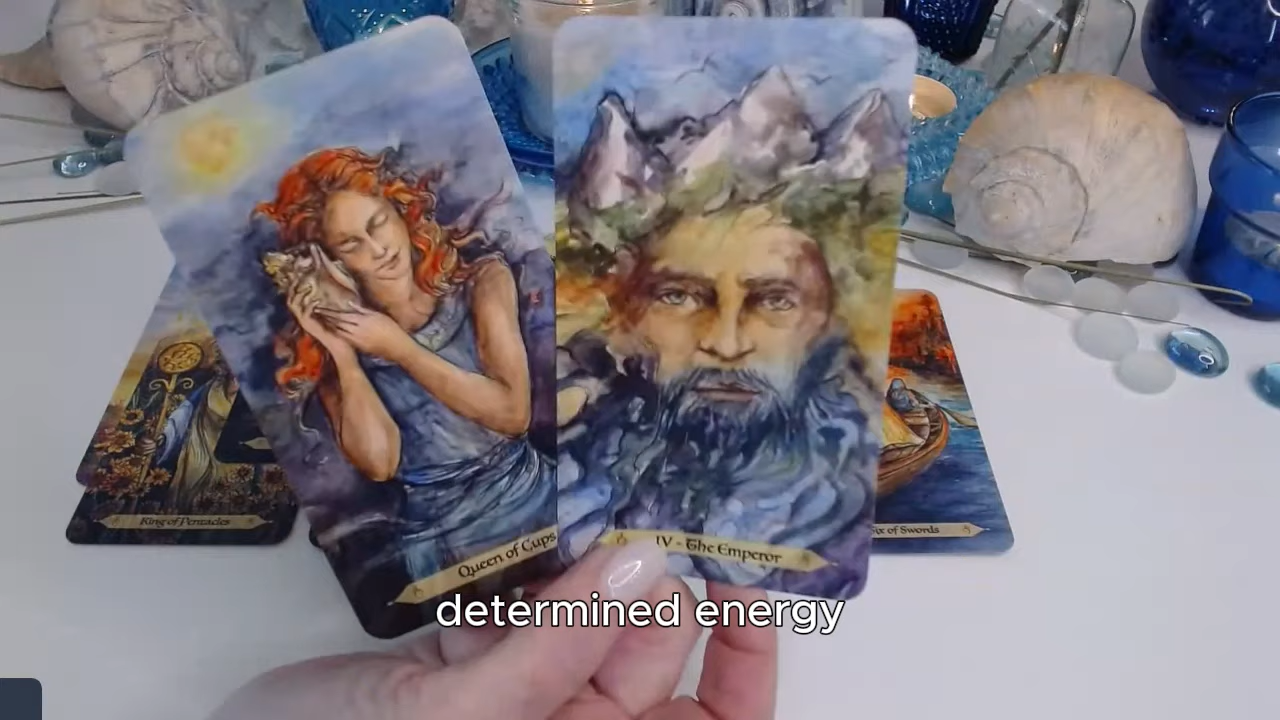 King of Pentacles
Queen of Cups
IV - The Emperor
Six of Swords
determined energy